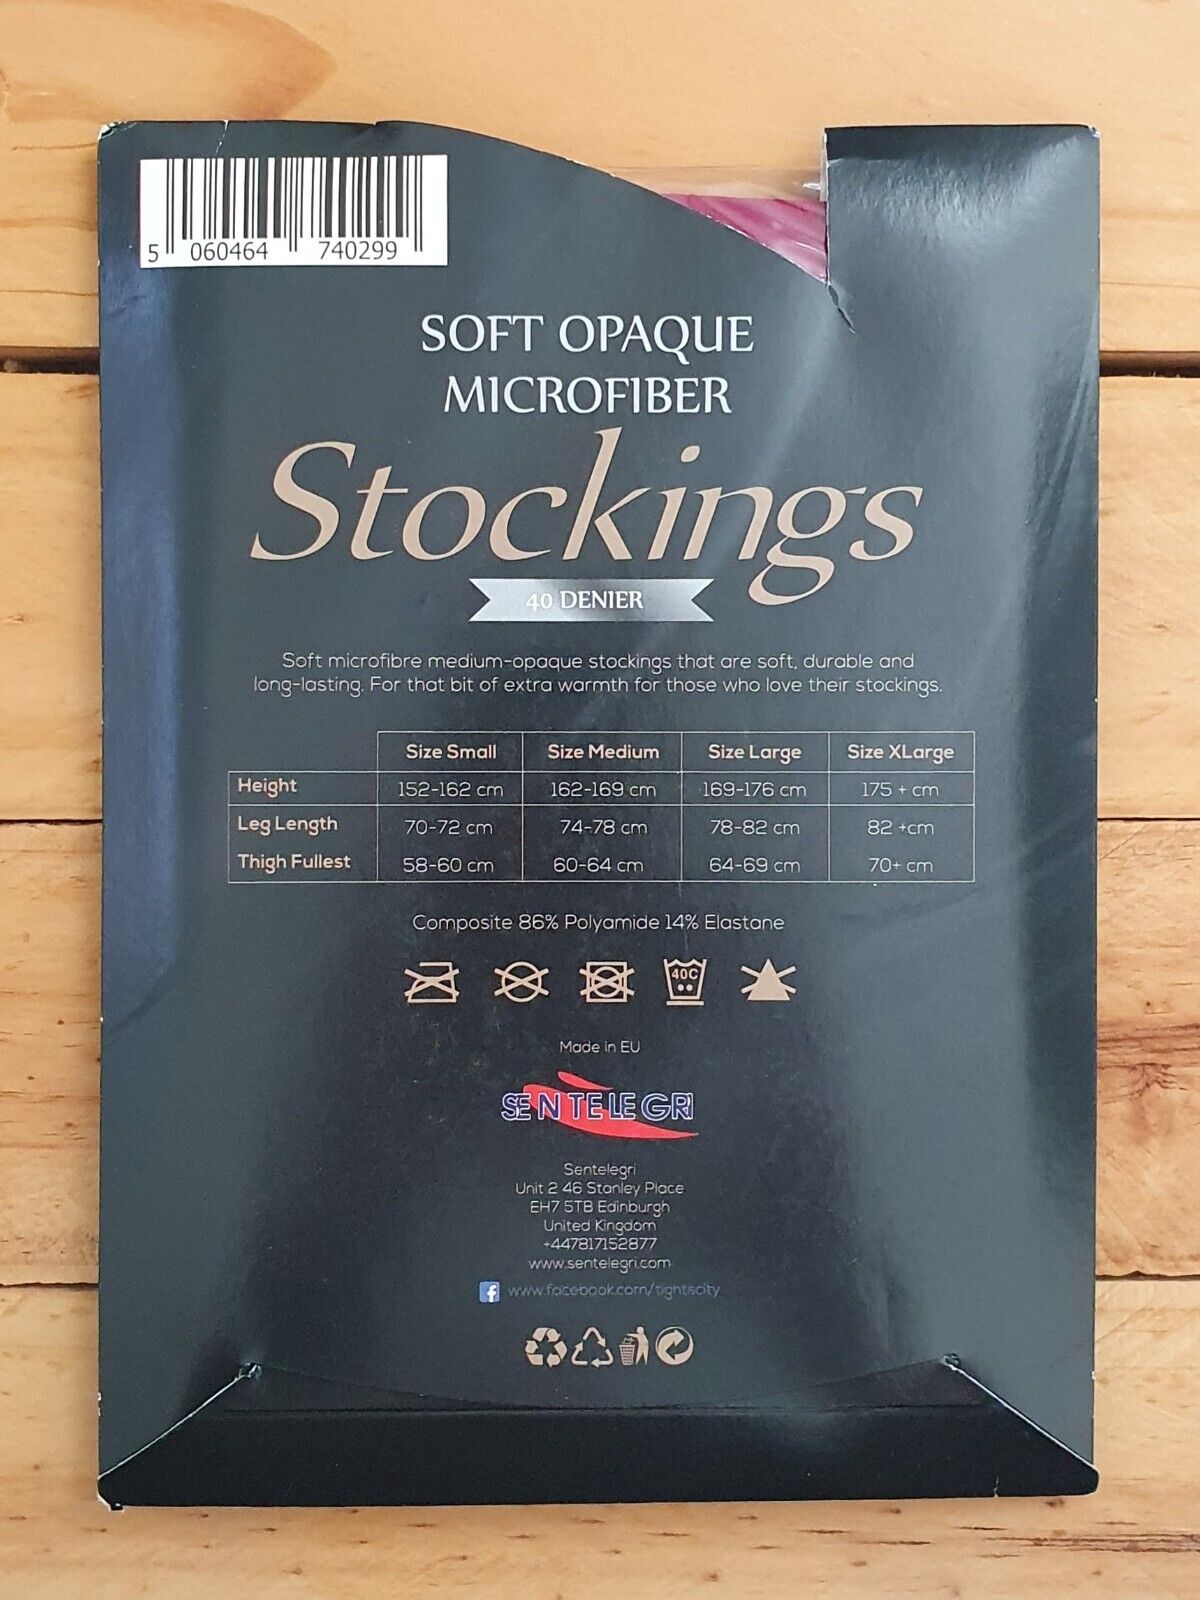 5 060464 740299
SOFT OPAQUE
MICROFIBER
Stockings
40 DENIER
Soft microfibre medium-opaque stockings that are soft, durable and
long-lasting. For that bit of extra warmth for those who love their stockings.
Size Small Size Medium Size Large Size XLarge
Height 152-162 cm 162-169 cm 169-176 cm 175 + cm
Leg Length 70-72 cm 74-78 cm 78-82 cm 82 +cm
Thigh Fullest 58-60 cm 60-64 cm 64-69 cm 70+ cm
Composite 86% Polyamide 14% Elastane
40C
Made in EU
SENTELEGRI
Sentelegri
Unit 2 46 Stanley Place
EH7 5TB Edinburgh
United Kingdom
+447817152877
www.sentelegri.com
f www.facebook.com/tightscity